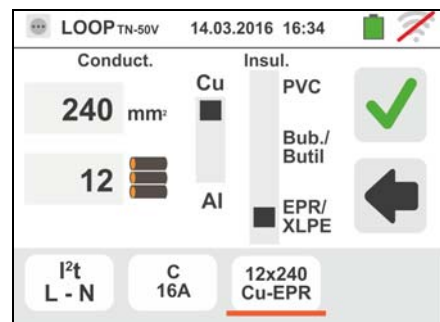 LOOP TN-50V 14.03.2016 16:34
Conduct. Insul.
Cu PVC
240 mm²
Bub./
Butil
12
Al EPR/
XLPE
I²t
L - N
C
16A
12x240
Cu-EPR